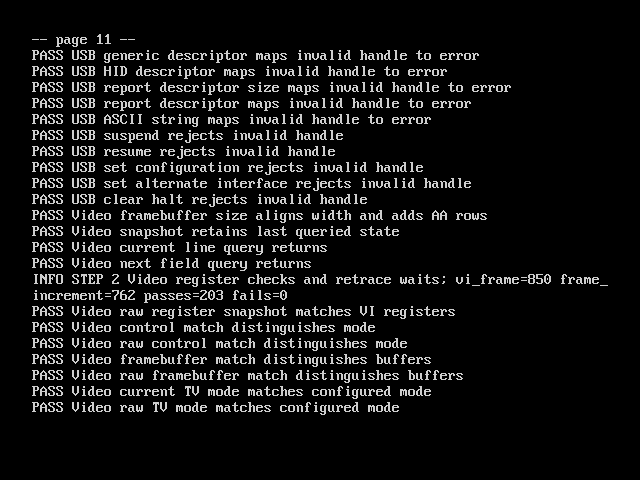 -- page 11 --
PASS USB generic descriptor maps invalid handle to error
PASS USB HID descriptor maps invalid handle to error
PASS USB report descriptor size maps invalid handle to error
PASS USB report descriptor maps invalid handle to error
PASS USB ASCII string maps invalid handle to error
PASS USB suspend rejects invalid handle
PASS USB resume rejects invalid handle
PASS USB set configuration rejects invalid handle
PASS USB set alternate interface rejects invalid handle
PASS USB clear halt rejects invalid handle
PASS Video framebuffer size aligns width and adds AA rows
PASS Video snapshot retains last queried state
PASS Video current line query returns
PASS Video next field query returns
INFO STEP 2 Video register checks and retrace waits; vi_frame=850 frame_
increment=762 passes=203 fails=0
PASS Video raw register snapshot matches VI registers
PASS Video control match distinguishes mode
PASS Video raw control match distinguishes mode
PASS Video framebuffer match distinguishes buffers
PASS Video raw framebuffer match distinguishes buffers
PASS Video current TV mode matches configured mode
PASS Video raw TV mode matches configured mode